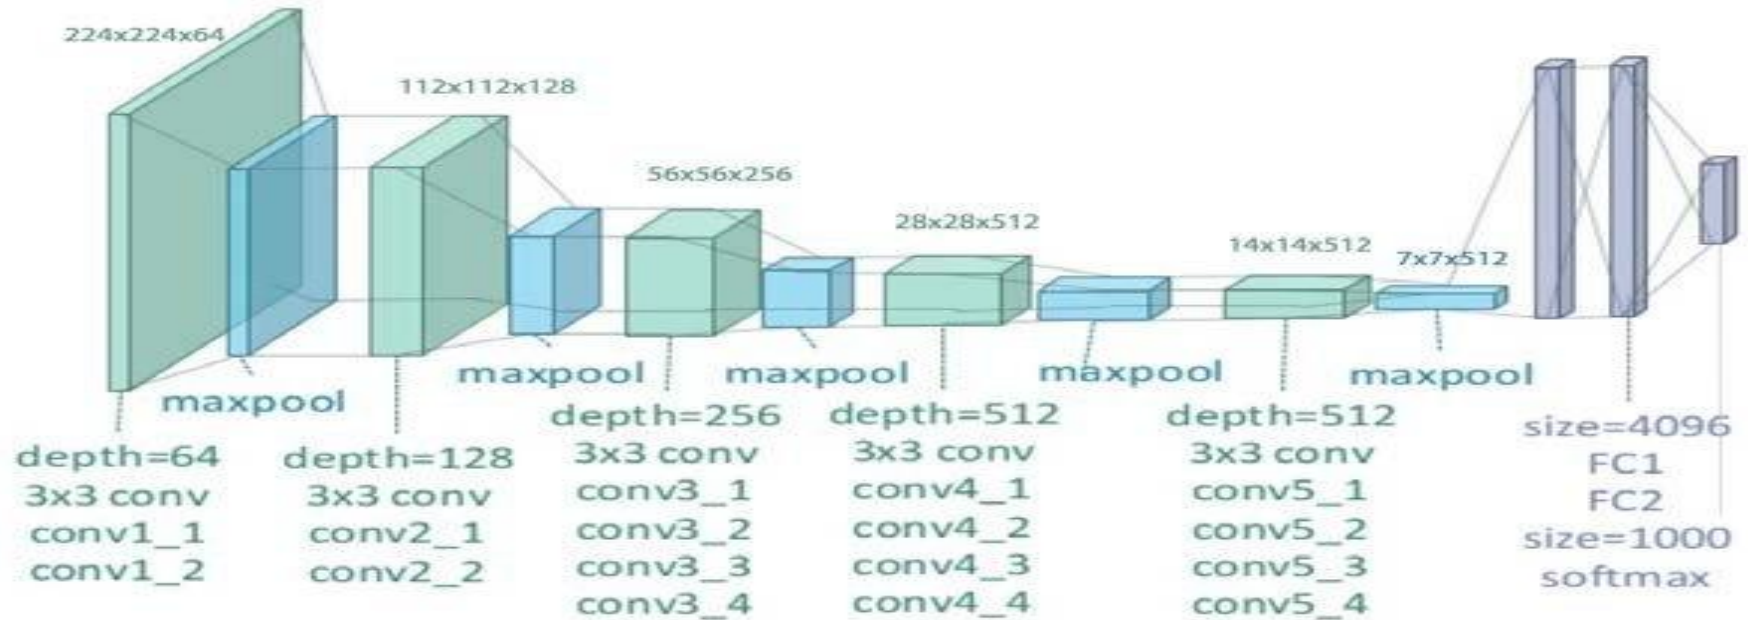 224x224x64
112x112x128
56x56x256
28x28x512
14x14x512
7x7x512
maxpool
maxpool
maxpool
maxpool
maxpool
depth=64
3x3 conv
conv1_1
conv1_2
depth=128
3x3 conv
conv2_1
conv2_2
depth=256
3x3 conv
conv3_1
conv3_2
conv3_3
conv3_4
depth=512
3x3 conv
conv4_1
conv4_2
conv4_3
conv4_4
depth=512
3x3 conv
conv5_1
conv5_2
conv5_3
conv5_4
size=4096
FC1
FC2
size=1000
softmax